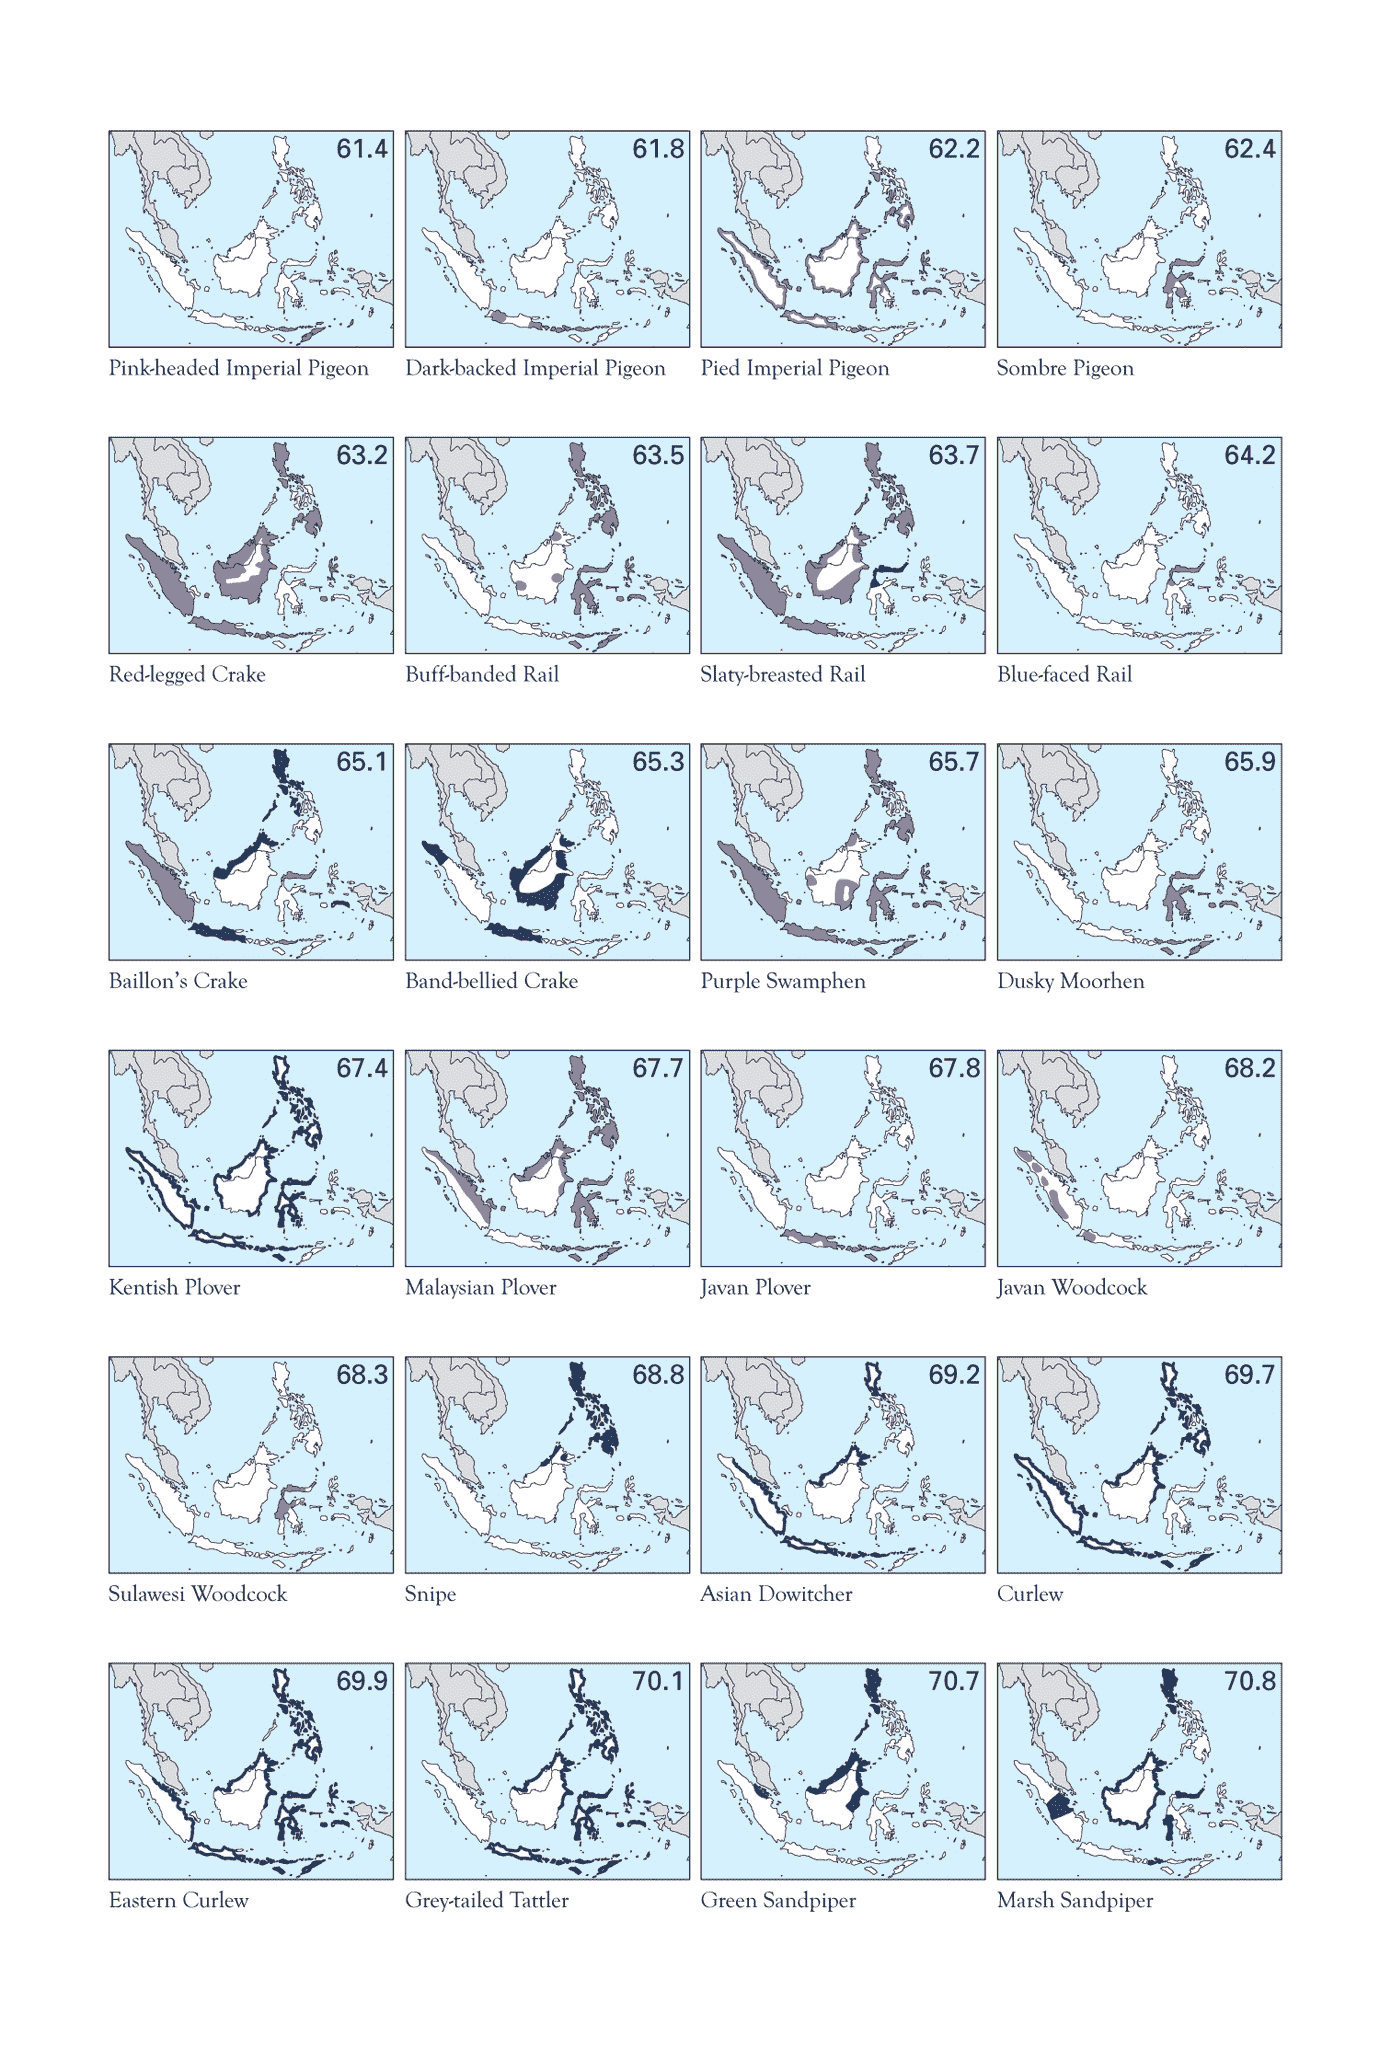 61.4
61.8
62.2
62.4
Pink-headed Imperial Pigeon
Dark-backed Imperial Pigeon
Pied Imperial Pigeon
Sombre Pigeon
63.2
63.5
63.7
64.2
Red-legged Crake
Buff-banded Rail
Slaty-breasted Rail
Blue-faced Rail
65.1
65.3
65.7
65.9
Baillon's Crake
Band-bellied Crake
Purple Swamphen
Dusky Moorhen
67.4
67.7
67.8
68.2
Kentish Plover
Malaysian Plover
Javan Plover
Javan Woodcock
68.3
68.8
69.2
69.7
Sulawesi Woodcock
Snipe
Asian Dowitcher
Curlew
69.9
70.1
70.7
70.8
Eastern Curlew
Grey-tailed Tattler
Green Sandpiper
Marsh Sandpiper